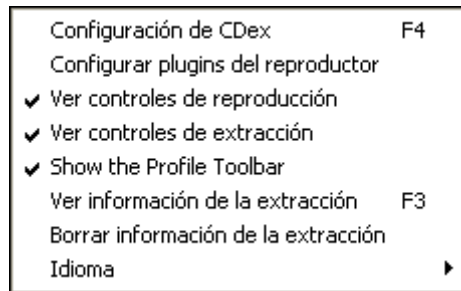 Configuración de CDex F4
Configurar plugins del reproductor
Ver controles de reproducción
Ver controles de extracción
Show the Profile Toolbar
Ver información de la extracción F3
Borrar información de la extracción
Idioma